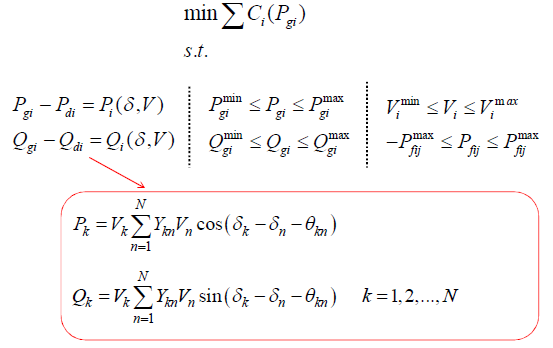 min ∑ C_i(P_gi)
s.t.
P_gi − P_di = P_i(δ,V)
Q_gi − Q_di = Q_i(δ,V)
P_gi^min ≤ P_gi ≤ P_gi^max
Q_gi^min ≤ Q_gi ≤ Q_gi^max
V_i^min ≤ V_i ≤ V_i^max
−P_fij^max ≤ P_fij ≤ P_fij^max
P_k = V_k ∑_{n=1}^{N} Y_kn V_n cos(δ_k − δ_n − θ_kn)
Q_k = V_k ∑_{n=1}^{N} Y_kn V_n sin(δ_k − δ_n − θ_kn) k = 1,2,...,N